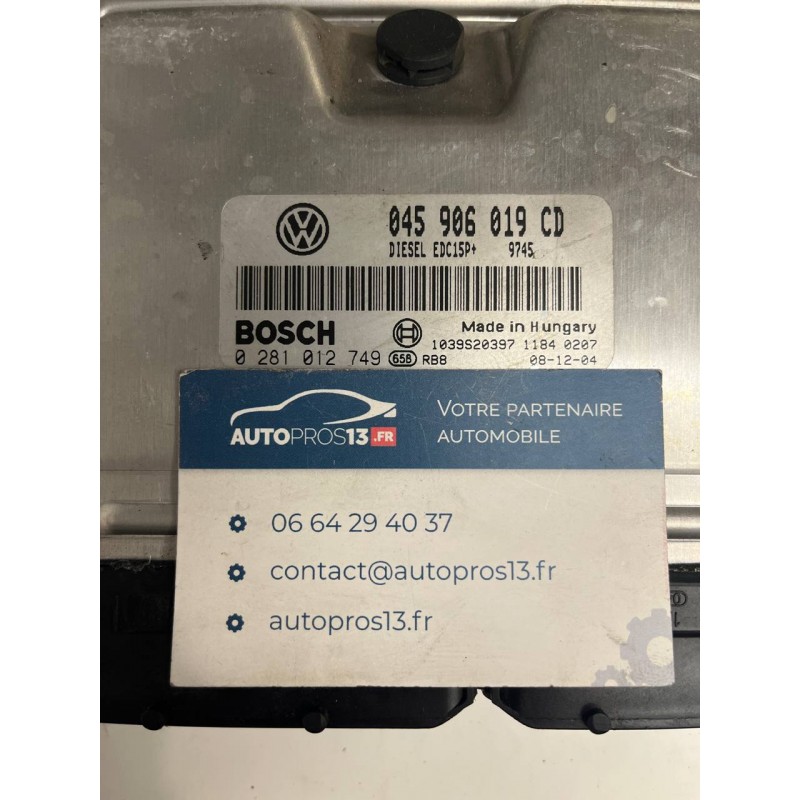 045 906 019 CD
DIESEL EDC15P+ 9745
BOSCH
Made in Hungary
1039S20397 1184 0207
0 281 012 749 656 RB8 08-12-04
AUTOPROS13.FR
VOTRE PARTENAIRE
AUTOMOBILE
06 64 29 40 37
contact@autopros13.fr
autopros13.fr